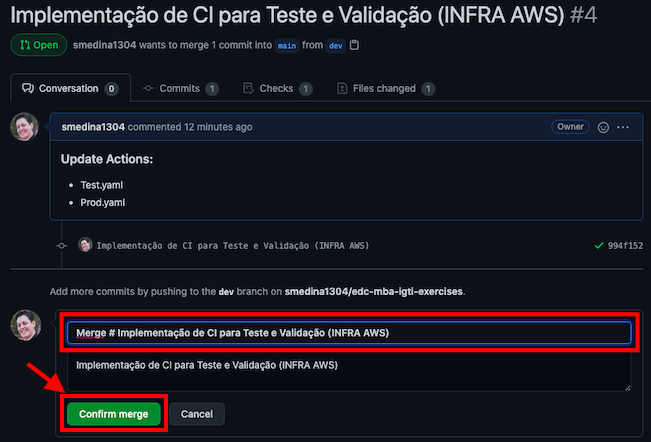 Implementação de CI para Teste e Validação (INFRA AWS) #4
Open smedina1304 wants to merge 1 commit into main from dev
Conversation 0 Commits 1 Checks 1 Files changed 1
smedina1304 commented 12 minutes ago Owner
Update Actions:
Test.yaml
Prod.yaml
Implementação de CI para Teste e Validação (INFRA AWS) 994f152
Add more commits by pushing to the dev branch on smedina1304/edc-mba-igti-exercises.
Merge # Implementação de CI para Teste e Validação (INFRA AWS)
Implementação de CI para Teste e Validação (INFRA AWS)
Confirm merge Cancel